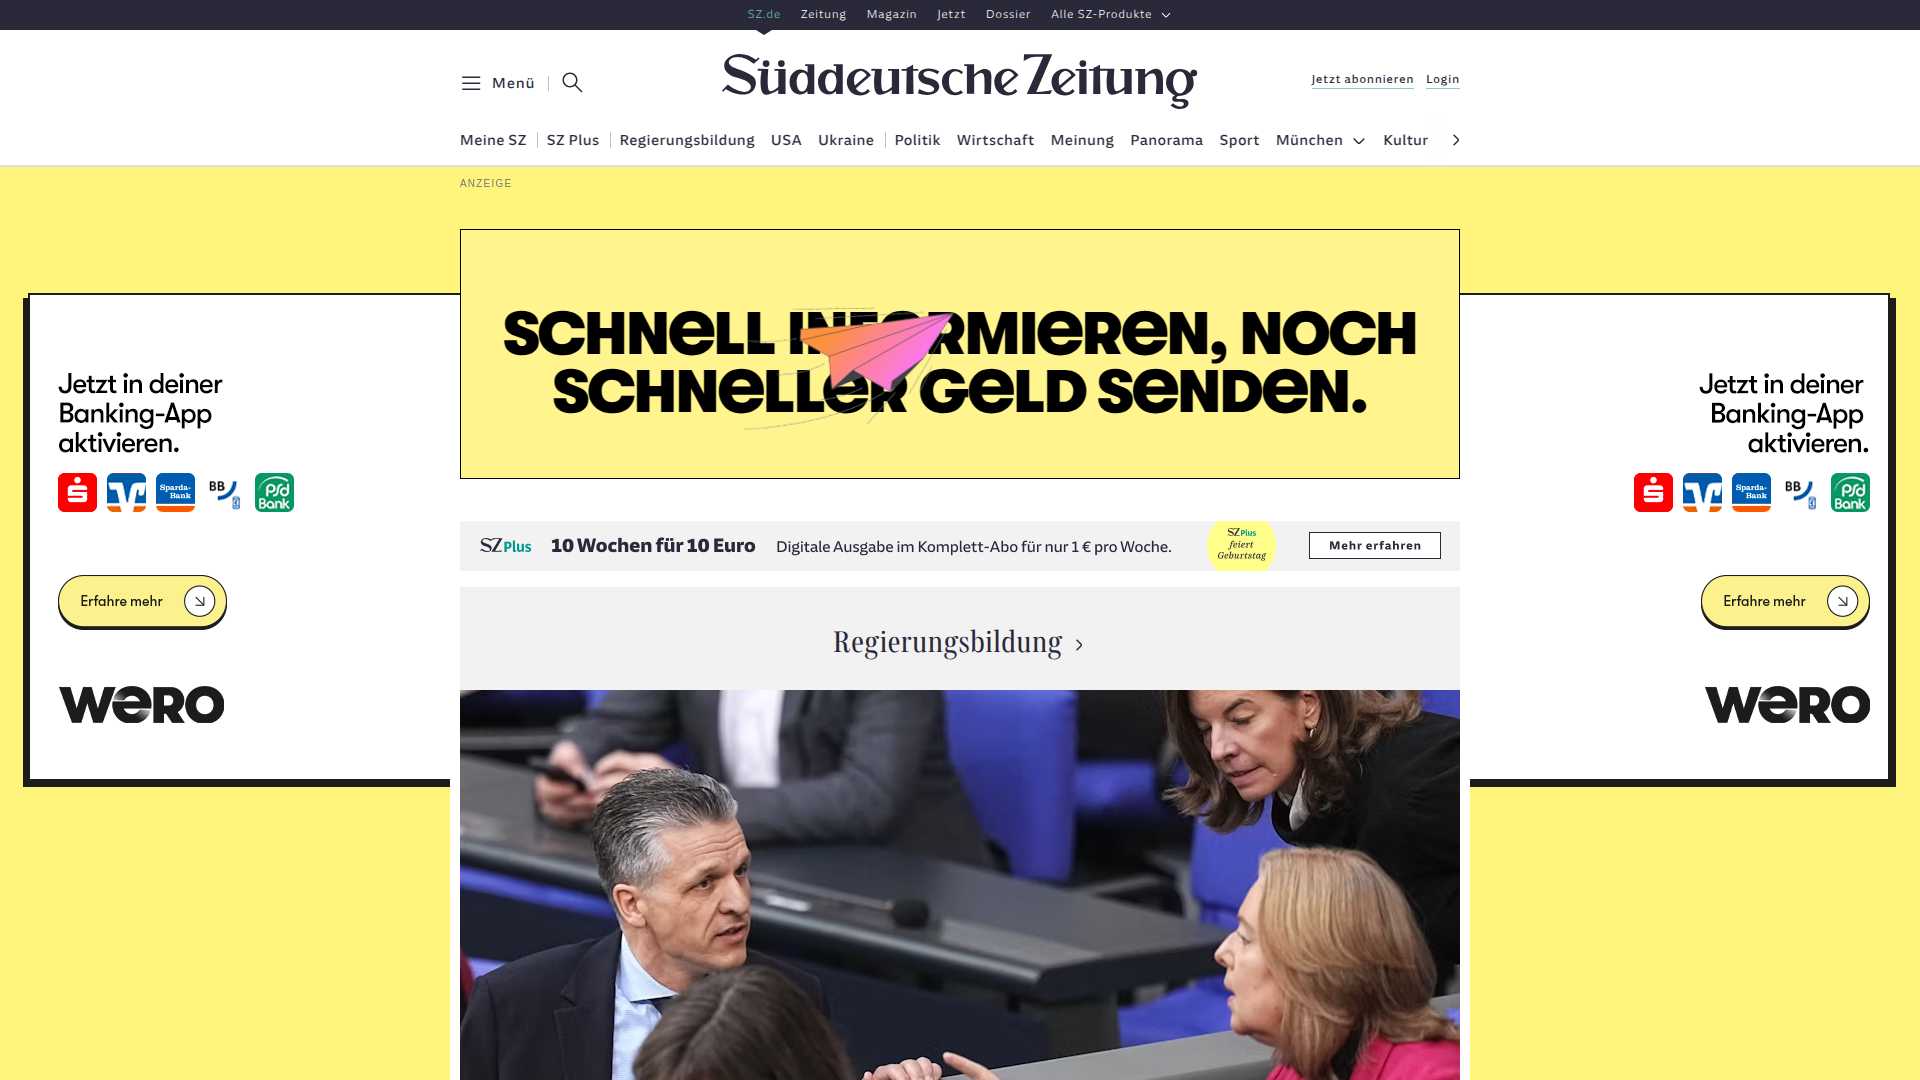 SZ.de Zeitung Magazin Jetzt Dossier Alle SZ-Produkte
Menü
Süddeutsche Zeitung
Jetzt abonnieren Login
Meine SZ SZ Plus Regierungsbildung USA Ukraine Politik Wirtschaft Meinung Panorama Sport München Kultur
ANZEIGE
SCHNELL INFORMIEREN, NOCH
SCHNELLER GELD SENDEN.
Jetzt in deiner
Banking-App
aktivieren.
S
Sparda-
Bank
BB
psd
Bank
Erfahre mehr
wero
Jetzt in deiner
Banking-App
aktivieren.
S
Sparda-
Bank
BB
psd
Bank
Erfahre mehr
wero
SZ Plus 10 Wochen für 10 Euro Digitale Ausgabe im Komplett-Abo für nur 1 € pro Woche.
SZ Plus
feiert
Geburtstag
Mehr erfahren
Regierungsbildung